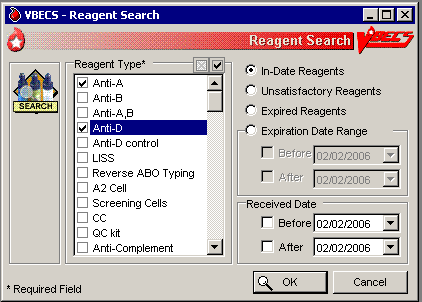 VBECS - Reagent Search
Reagent Search VBECS
SEARCH
Reagent Type*
Anti-A
Anti-B
Anti-A,B
Anti-D
Anti-D control
LISS
Reverse ABO Typing
A2 Cell
Screening Cells
CC
QC kit
Anti-Complement
In-Date Reagents
Unsatisfactory Reagents
Expired Reagents
Expiration Date Range
Before 02/02/2006
After 02/02/2006
Received Date
Before 02/02/2006
After 02/02/2006
* Required Field
OK
Cancel